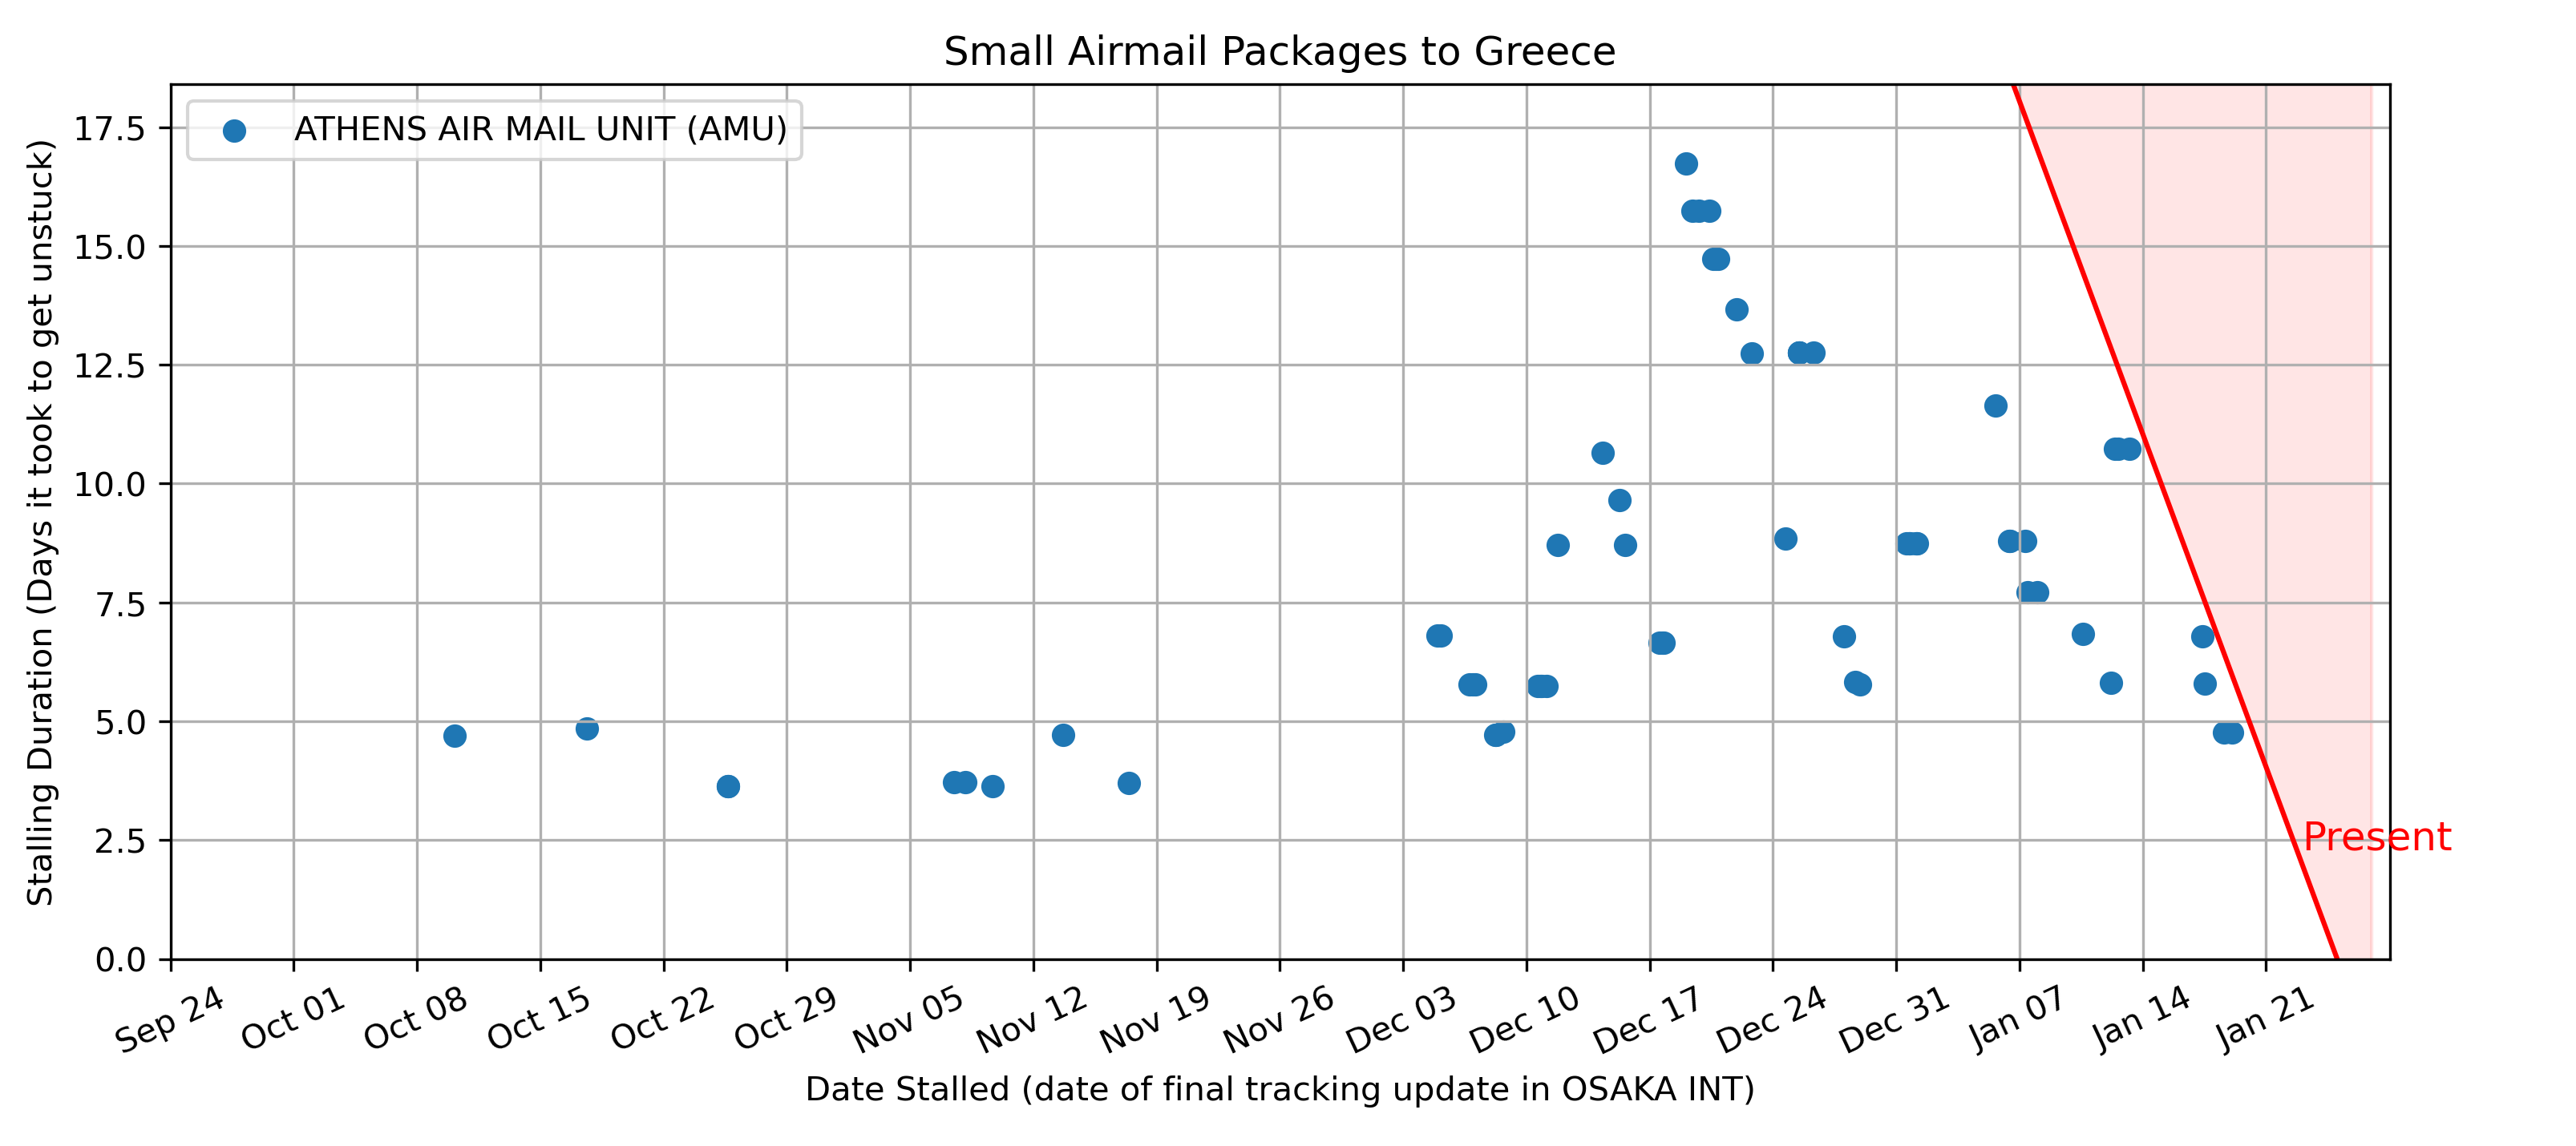 Small Airmail Packages to Greece
ATHENS AIR MAIL UNIT (AMU)
Stalling Duration (Days it took to get unstuck)
17.5
15.0
12.5
10.0
7.5
5.0
2.5
0.0
Present
Sep 24 Oct 01 Oct 08 Oct 15 Oct 22 Oct 29 Nov 05 Nov 12 Nov 19 Nov 26 Dec 03 Dec 10 Dec 17 Dec 24 Dec 31 Jan 07 Jan 14 Jan 21
Date Stalled (date of final tracking update in OSAKA INT)